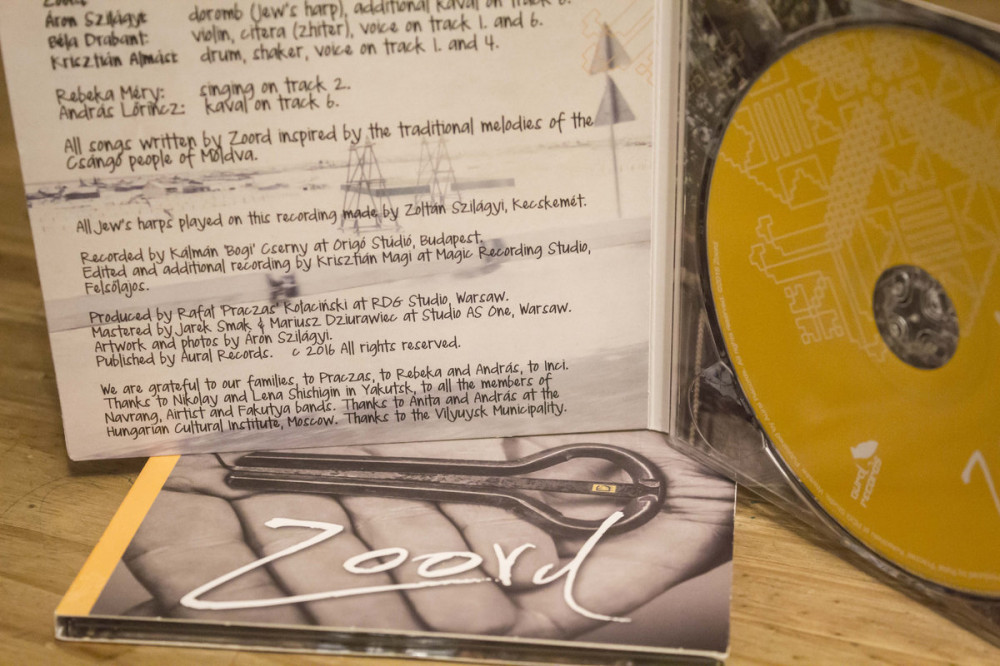 Zoord
Áron Szilágyi: doromb (jew's harp), additional kaval on track 6.
Béla Drabant: violin, citera (zhiter), voice on track 1. and 6.
Krisztián Almási: drum, shaker, voice on track 1. and 4.
Rebeka Méry: singing on track 2.
András Lőrincz: kaval on track 6.
All songs written by Zoord inspired by the traditional melodies of the
Csángó people of Moldva.
All Jew's harps played on this recording made by Zoltán Szilágyi, Kecskemét.
Recorded by Kálmán 'Bogi' Cserny at Origó Stúdió, Budapest.
Edited and additional recording by Krisztián Magi at Magic Recording Studio,
Felsőlajos.
Produced by Rafał 'Praczas' Kołaciński at RDG Studio, Warsaw.
Mastered by Jarek Smak & Mariusz Dziurawiec at Studio AS One, Warsaw.
Artwork and photos by Áron Szilágyi.
Published by Aural Records. c 2016 All rights reserved.
We are grateful to our families, to Praczas, to Rebeka and András, to Inci.
Thanks to Nikolay and Lena Shishigin in Yakutsk, to all the members of
Navrang, Airtist and Fakutya bands. Thanks to Anita and András at the
Hungarian Cultural Institute, Moscow. Thanks to the Vilyuysk Municipality.
Zoord
aural
records